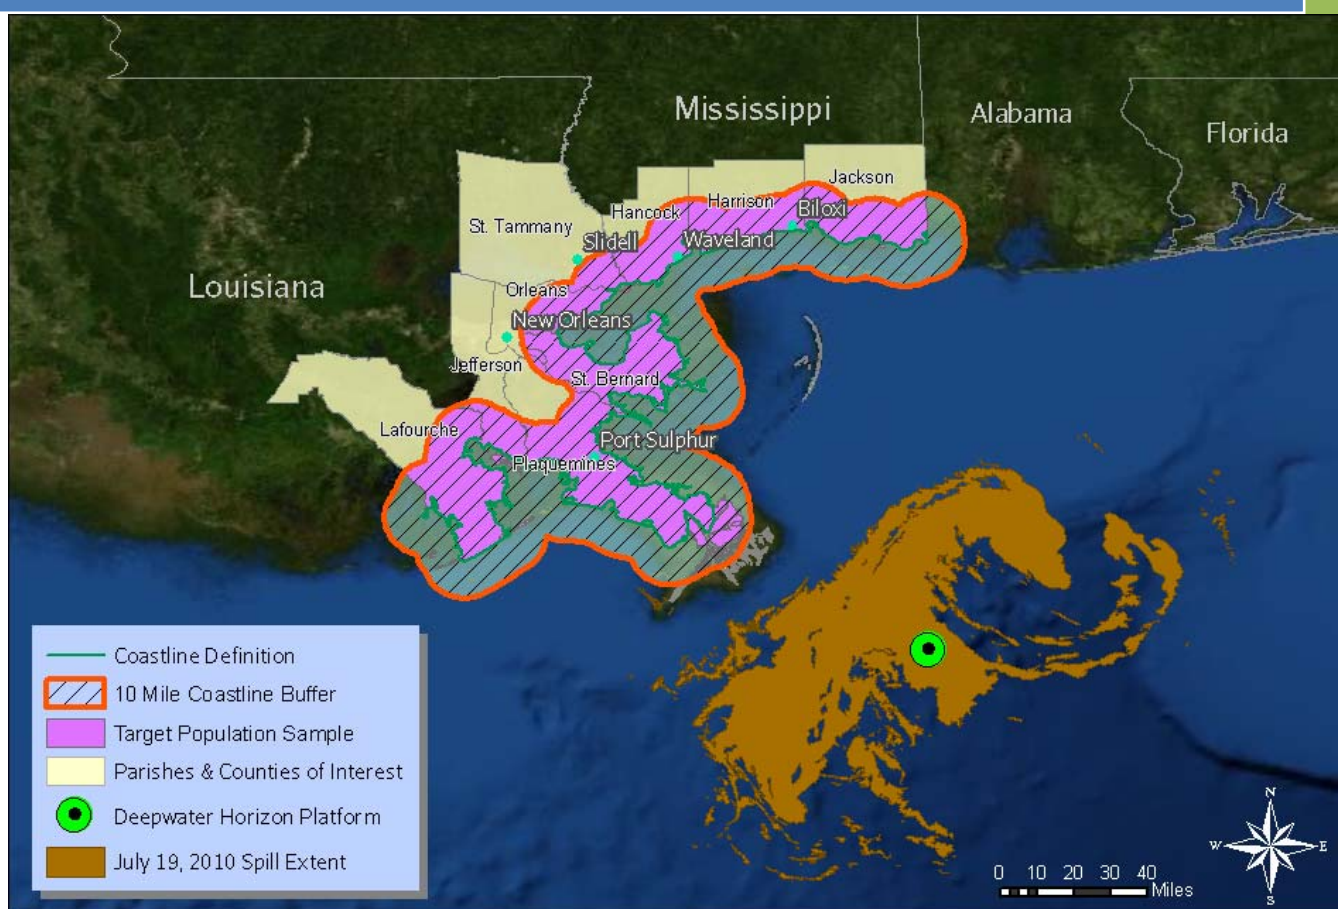 Mississippi
Alabama
Florida
Jackson
Harrison
Hancock
Biloxi
St. Tammany
Slidell
Waveland
Louisiana
Orleans
New Orleans
Jefferson
St. Bernard
Lafourche
Port Sulphur
Plaquemines
Coastline Definition
10 Mile Coastline Buffer
Target Population Sample
Parishes & Counties of Interest
Deepwater Horizon Platform
July 19, 2010 Spill Extent
N
W E
S
0 10 20 30 40
Miles